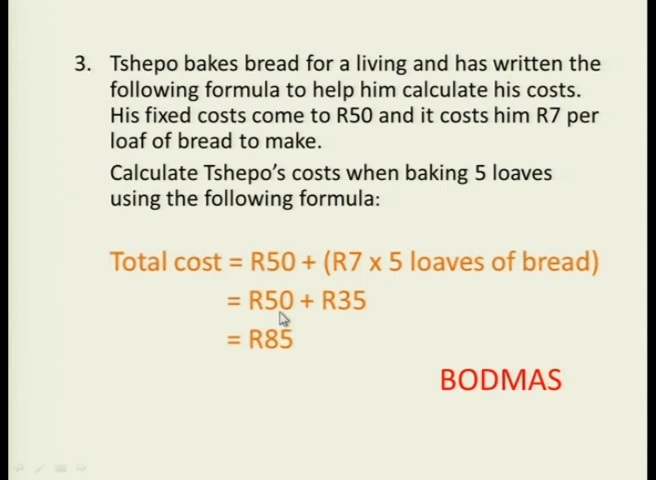 3. Tshepo bakes bread for a living and has written the
following formula to help him calculate his costs.
His fixed costs come to R50 and it costs him R7 per
loaf of bread to make.
Calculate Tshepo's costs when baking 5 loaves
using the following formula:
Total cost = R50 + (R7 x 5 loaves of bread)
= R50 + R35
= R85
BODMAS